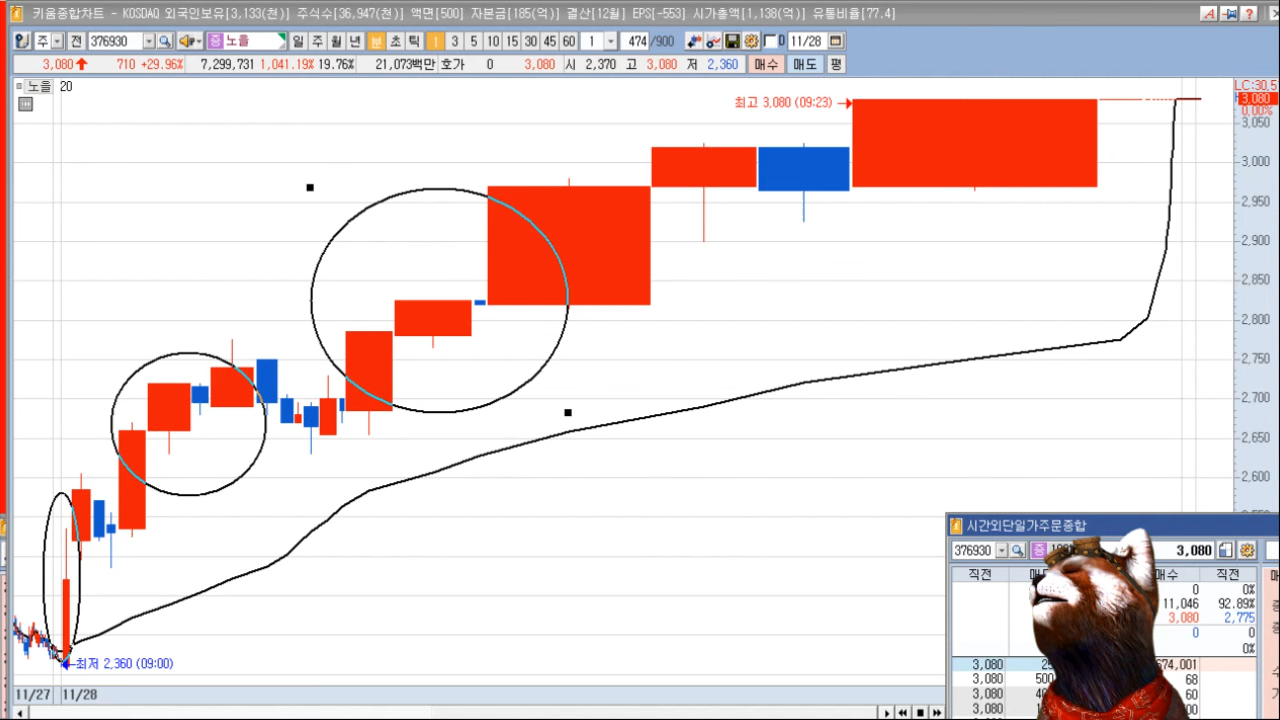 키움종합차트 - KOSDAQ 외국인보유[3,133(천)] 주식수[36,947(천)] 액면[500] 자본금[185(억)] 결산[12월] EPS[-553] 시가총액[1,138(억)] 유통비율[77.4]
주 전 376930 증 노을 일 주 월 년 분 초 틱 1 3 5 10 15 30 45 60 1 474 /900 D 11/28
3,080 710 +29.96% 7,299,731 1,041.19% 19.76% 21,073백만 호가 0 3,080 시 2,370 고 3,080 저 2,360 매수 매도 평
노을 20
LC:30,5
최고 3,080 (09:23)
3,080
0.00%
3,050
3,000
2,950
2,900
2,850
2,800
2,750
2,700
2,650
2,600
최저 2,360 (09:00)
11/27 11/28
시간외단일가주문종합
376930 증 3,080
직전 매수 직전
0 0%
11,046 92.89%
3,080 2,775
0 0
0%
3,080 674,001
3,080 68
3,080 60
3,080